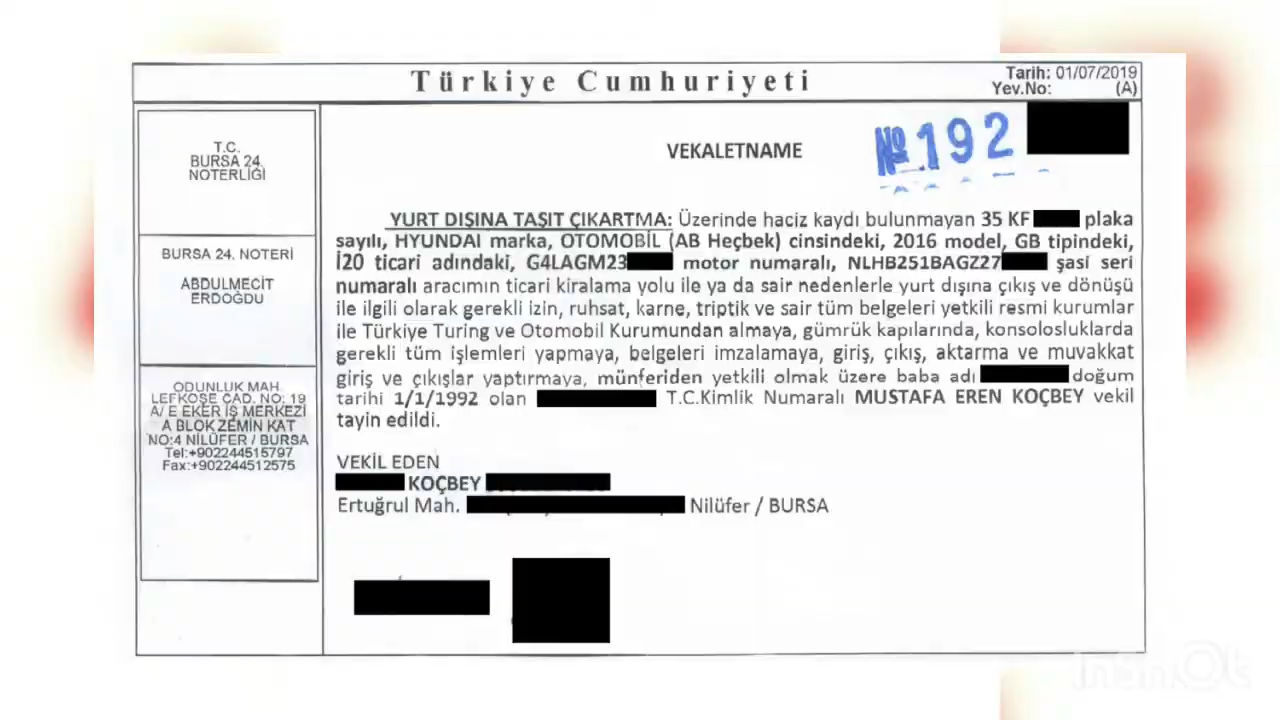 Türkiye Cumhuriyeti
Tarih: 01/07/2019
Yev.No: (A)
T.C.
BURSA 24.
NOTERLİĞİ
BURSA 24. NOTERİ
ABDULMECİT
ERDOĞDU
ODUNLUK MAH.
LEFKOŞE CAD. NO: 19
A/ E EKER İŞ MERKEZİ
A BLOK ZEMİN KAT
NO:4 NİLÜFER / BURSA
Tel:+902244515797
Fax:+902244512575
VEKALETNAME
№ 192
YURT DIŞINA TAŞIT ÇIKARTMA: Üzerinde haciz kaydı bulunmayan 35 KF plaka
sayılı, HYUNDAI marka, OTOMOBİL (AB Heçbek) cinsindeki, 2016 model, GB tipindeki,
İ20 ticari adındaki, G4LAGM23 motor numaralı, NLHB251BAGZ27 şasi seri
numaralı aracımın ticari kiralama yolu ile ya da sair nedenlerle yurt dışına çıkış ve dönüşü
ile ilgili olarak gerekli izin, ruhsat, karne, triptik ve sair tüm belgeleri yetkili resmi kurumlar
ile Türkiye Turing ve Otomobil Kurumundan almaya, gümrük kapılarında, konsolosluklarda
gerekli tüm işlemleri yapmaya, belgeleri imzalamaya, giriş, çıkış, aktarma ve muvakkat
giriş ve çıkışlar yaptırmaya, münferiden yetkili olmak üzere baba adı doğum
tarihi 1/1/1992 olan T.C.Kimlik Numaralı MUSTAFA EREN KOÇBEY vekil
tayin edildi.
VEKİL EDEN
KOÇBEY
Ertuğrul Mah. Nilüfer / BURSA